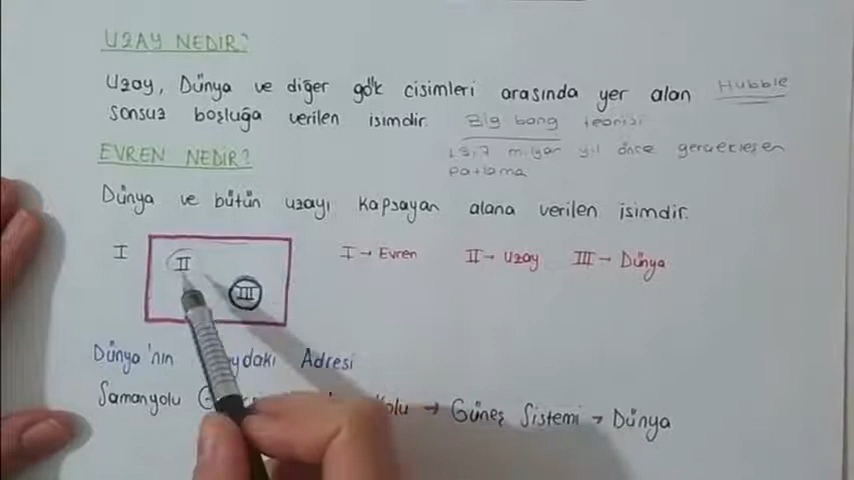 UZAY NEDİR?
Uzay, Dünya ve diğer gök cisimleri arasında yer alan Hubble
sonsuz boşluğa verilen isimdir. Big bang teorisi
EVREN NEDİR? 13,7 milyar yıl önce gerçekleşen
patlama
Dünya ve bütün uzayı kapsayan alana verilen isimdir.
I II III I → Evren II → Uzay III → Dünya
Dünya'nın Adresi
Samanyolu → Güneş Sistemi → Dünya